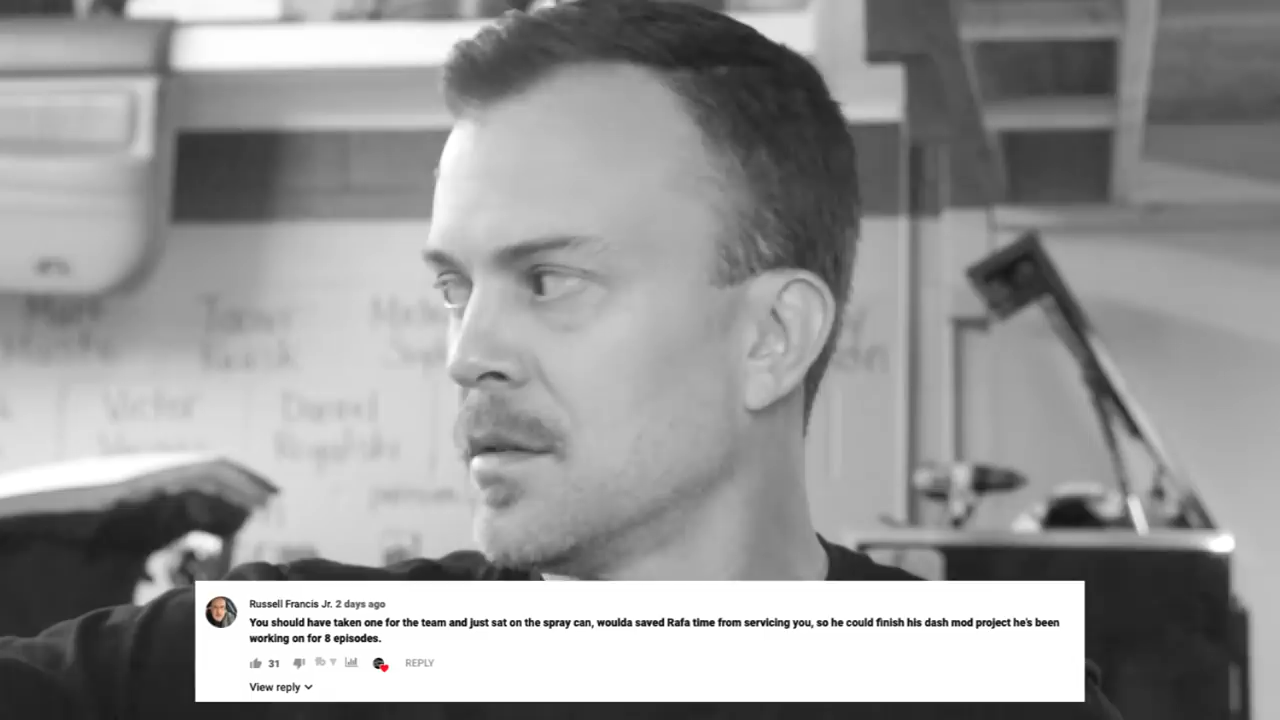 Victor
Russell Francis Jr. 2 days ago
You should have taken one for the team and just sat on the spray can, woulda saved Rafa time from servicing you, so he could finish his dash mod project he's been
working on for 8 episodes.
31
REPLY
View reply